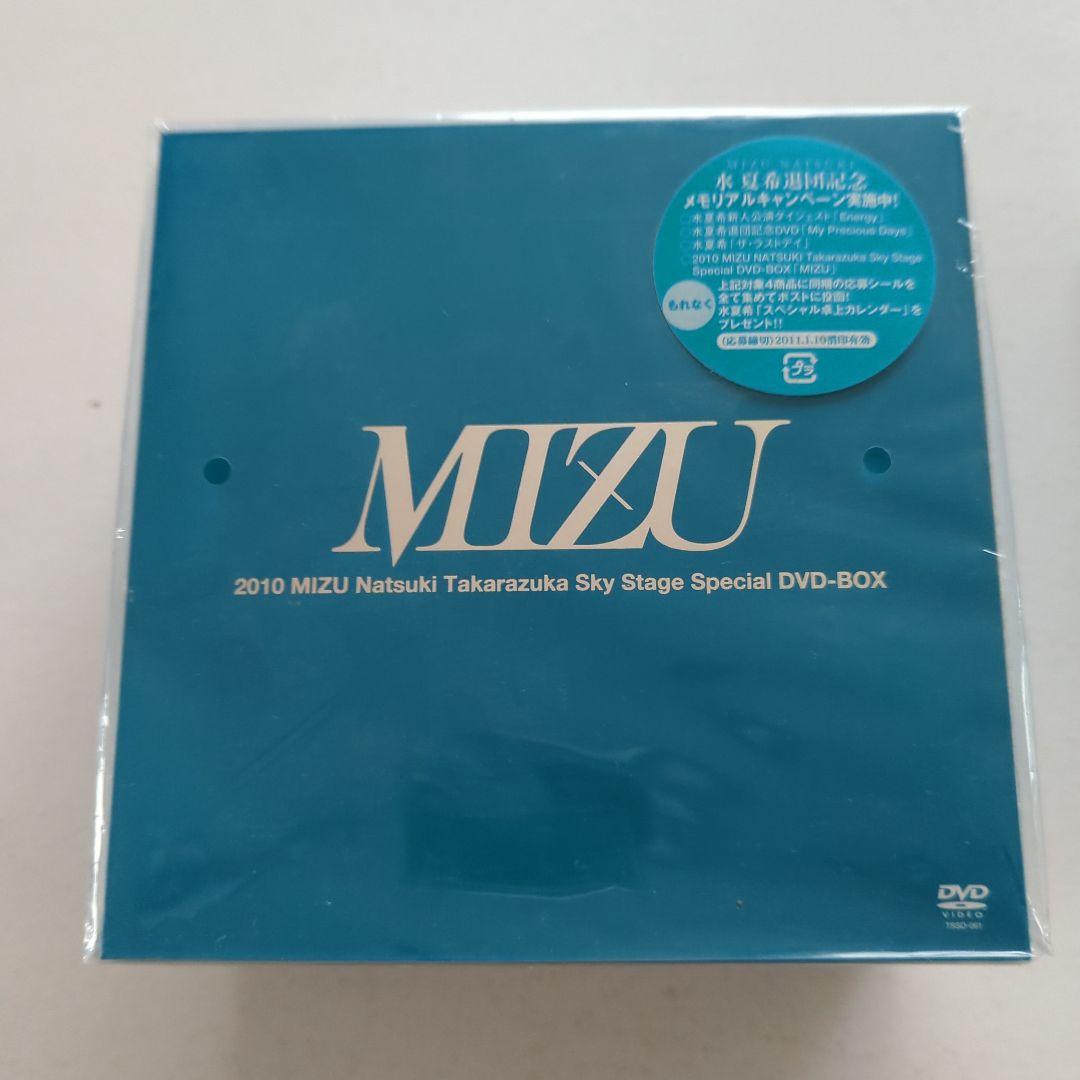 MIZU NATSUKI
水 夏希退団記念
メモリアルキャンペーン実施中!
○水夏希新人公演ダイジェスト「Energy」
○水夏希退団記念DVD「My Precious Days」
○水夏希「ザ・ラストデイ」
○2010 MIZU NATSUKI Takarazuka Sky Stage
Special DVD-BOX「MIZU」
もれなく
上記対象4商品に同梱の応募シールを
全て集めてポストに投函!
水夏希「スペシャル卓上カレンダー」を
プレゼント!!
(応募締切)2011.1.10消印有効
プラ
MIZU
2010 MIZU Natsuki Takarazuka Sky Stage Special DVD-BOX
DVD
VIDEO
TSSD-061